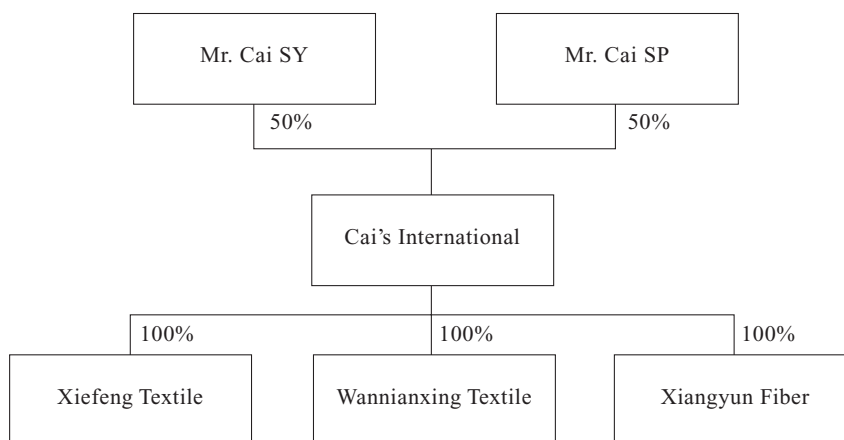 Mr. Cai SY
Mr. Cai SP
50%
50%
Cai’s International
100%
100%
100%
Xiefeng Textile
Wannianxing Textile
Xiangyun Fiber